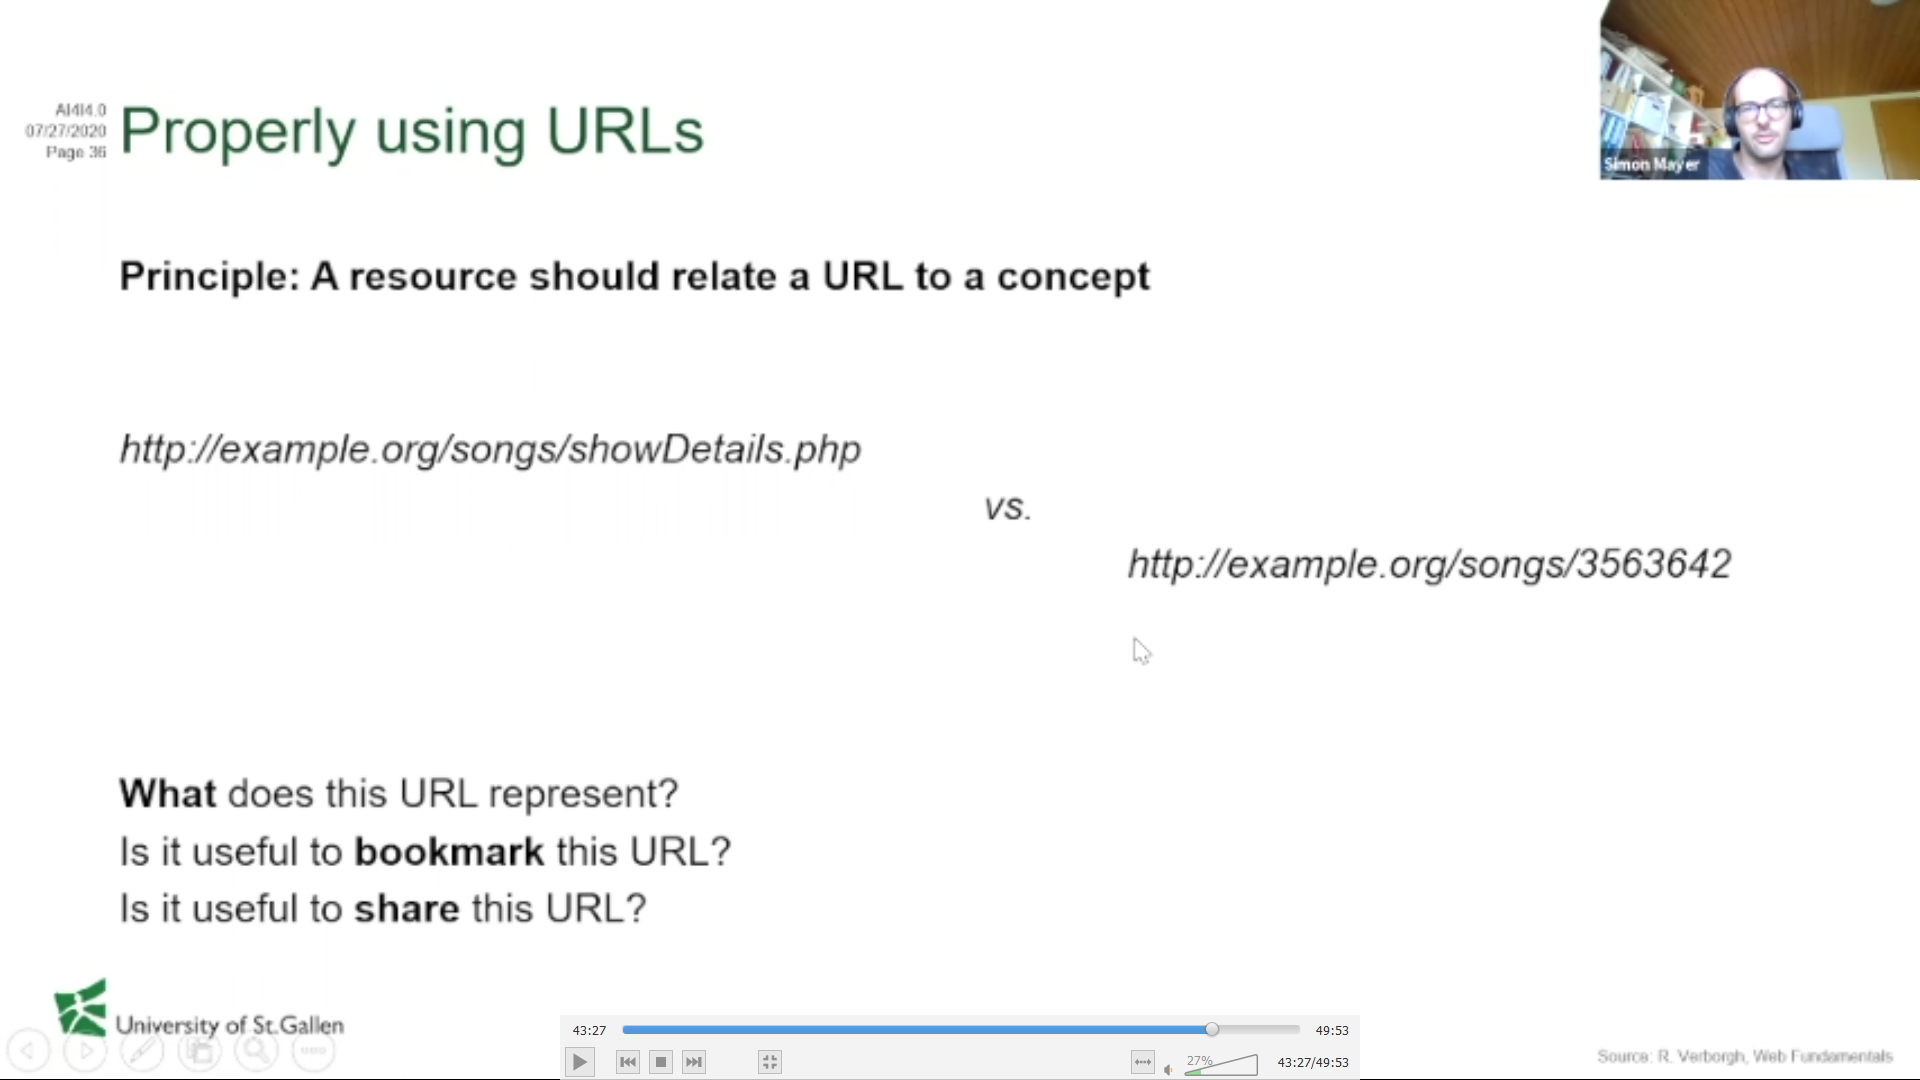 AI4I4.0
07/27/2020
Page 36
Properly using URLs
Simon Mayer
Principle: A resource should relate a URL to a concept
http://example.org/songs/showDetails.php
vs.
http://example.org/songs/3563642
What does this URL represent?
Is it useful to bookmark this URL?
Is it useful to share this URL?
University of St.Gallen
Source: R. Verborgh, Web Fundamentals
43:27
49:53
27%
43:27/49:53